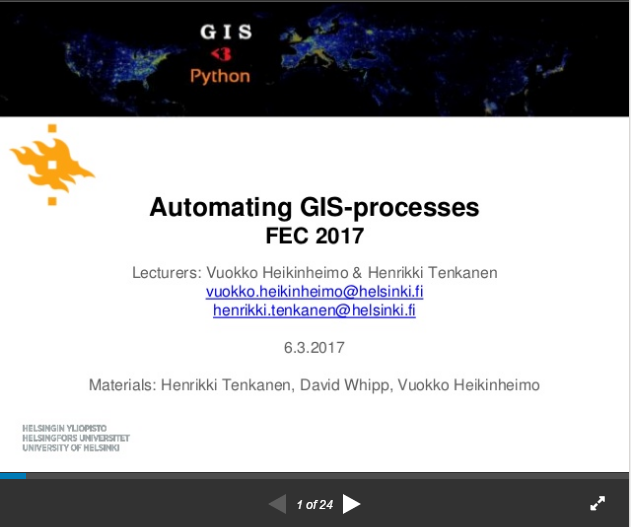 GIS
<3
Python
Automating GIS-processes
FEC 2017
Lecturers: Vuokko Heikinheimo & Henrikki Tenkanen
vuokko.heikinheimo@helsinki.fi
henrikki.tenkanen@helsinki.fi
6.3.2017
Materials: Henrikki Tenkanen, David Whipp, Vuokko Heikinheimo
HELSINGIN YLIOPISTO
HELSINGFORS UNIVERSITET
UNIVERSITY OF HELSINKI
1 of 24